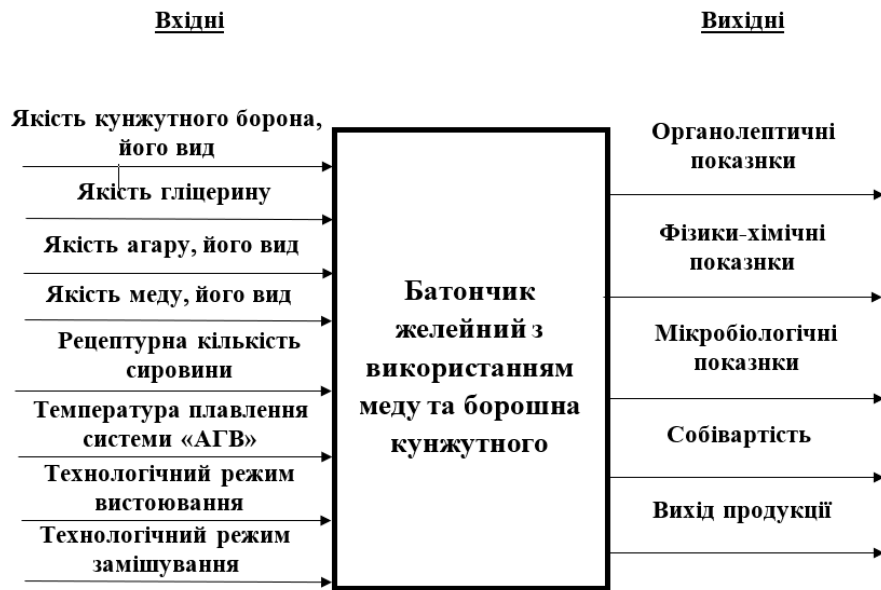 Вхідні
Вихідні
Якість кунжутного борона,
його вид
Якість гліцерину
Якість агару, його вид
Якість меду, його вид
Рецептурна кількість
сировини
Температура плавлення
системи «АГВ»
Технологічний режим
вистоювання
Технологічний режим
замішування
Батончик
желейний з
використанням
меду та борошна
кунжутного
Органолептичні
показнки
Фізики-хімічні
показнки
Мікробіологічні
показнки
Собівартість
Вихід продукції